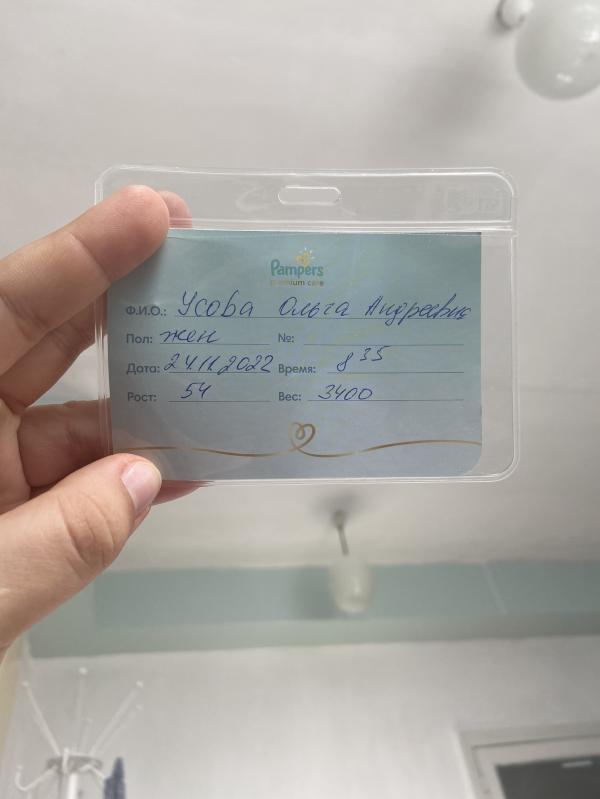 Pampers
premium care
Ф.И.О.: Усова Ольга Андреевна
Пол: жен №:
Дата: 24.11.2022 Время: 8 35
Рост: 54 Вес: 3400